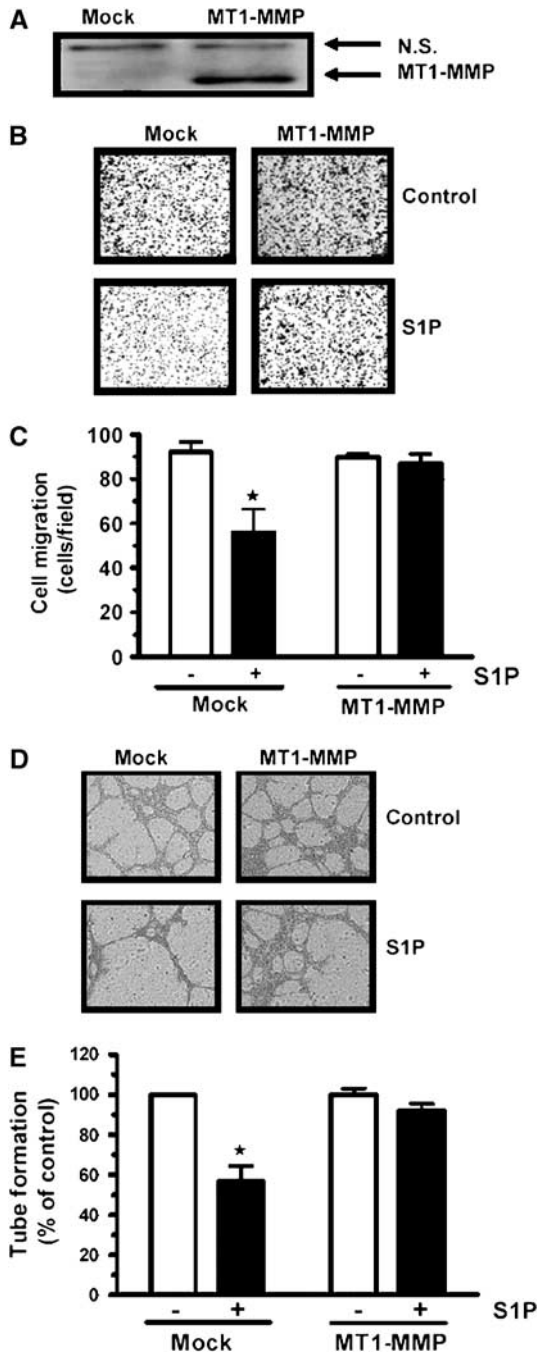 A
Mock MT1-MMP
N.S.
MT1-MMP
B
Mock MT1-MMP
Control
S1P
C
Cell migration
(cells/field)
100
80
60
40
20
0
★
- + - + S1P
Mock MT1-MMP
D
Mock MT1-MMP
Control
S1P
E
Tube formation
(% of control)
120
100
80
60
40
20
0
★
- + - + S1P
Mock MT1-MMP